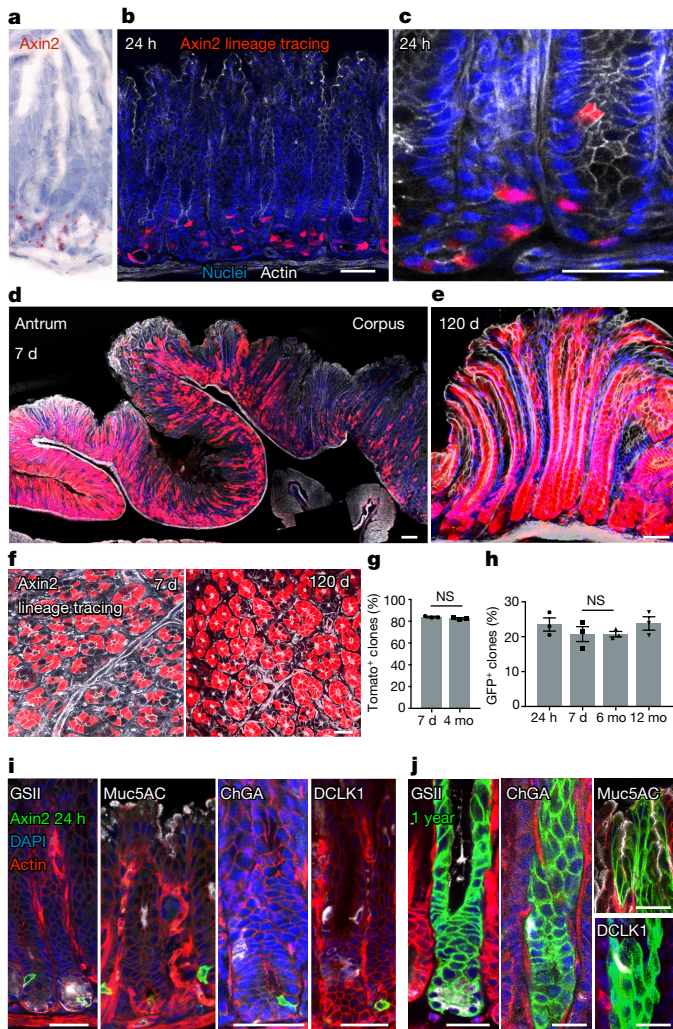 a
Axin2
b
24 h
Axin2 lineage tracing
Nuclei
Actin
c
24 h
d
Antrum
Corpus
7 d
e
120 d
f
Axin2
lineage tracing
7 d
120 d
g
Tomato⁺ clones (%)
100
80
60
40
20
0
NS
7 d
4 mo
h
GFP⁺ clones (%)
30
20
10
0
NS
24 h
7 d
6 mo
12 mo
i
GSII
Axin2 24 h
DAPI
Actin
Muc5AC
ChGA
DCLK1
j
GSII
1 year
ChGA
Muc5AC
DCLK1